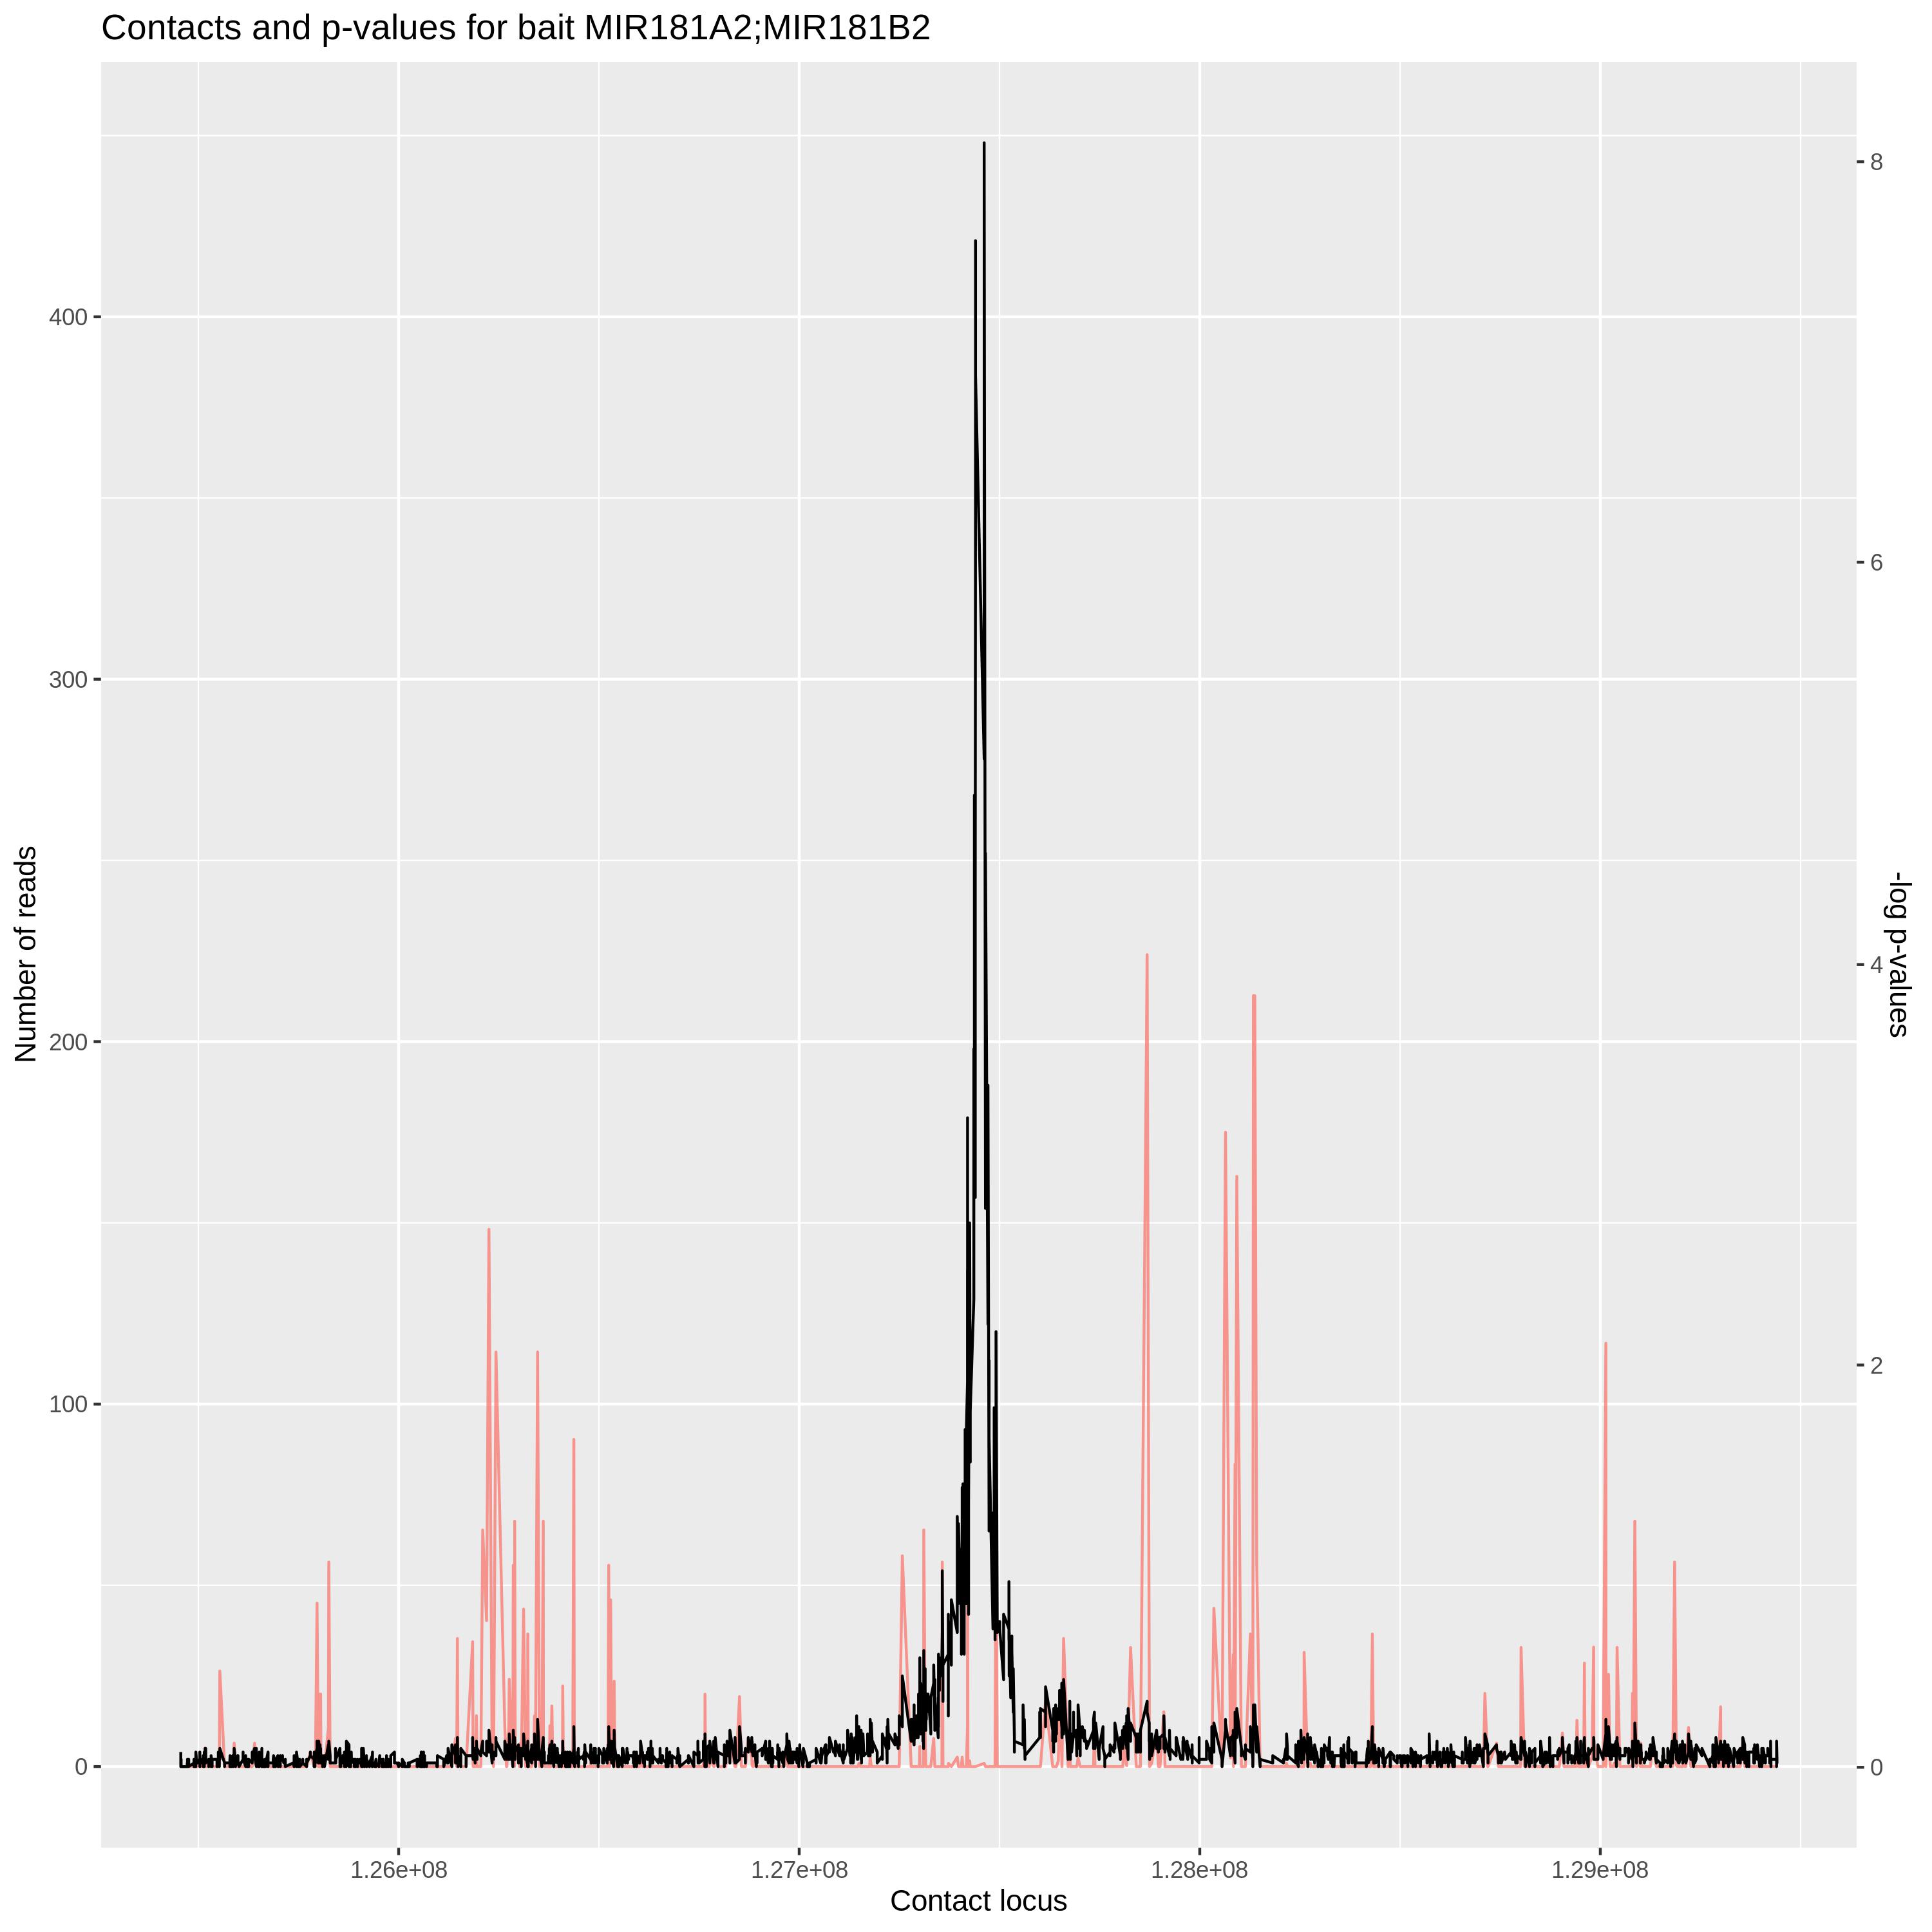 Contacts and p-values for bait MIR181A2;MIR181B2
Number of reads
400
300
200
100
0
8
6
4
2
0
-log p-values
1.26e+08
1.27e+08
1.28e+08
1.29e+08
Contact locus